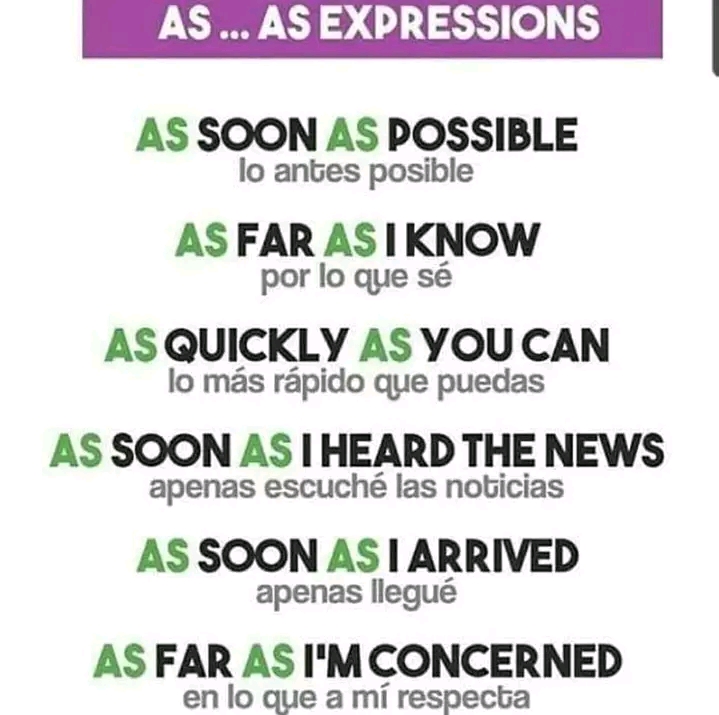 AS ... AS EXPRESSIONS
AS SOON AS POSSIBLE
lo antes posible
AS FAR AS I KNOW
por lo que sé
AS QUICKLY AS YOU CAN
lo más rápido que puedas
AS SOON AS I HEARD THE NEWS
apenas escuché las noticias
AS SOON AS I ARRIVED
apenas llegué
AS FAR AS I'M CONCERNED
en lo que a mí respecta